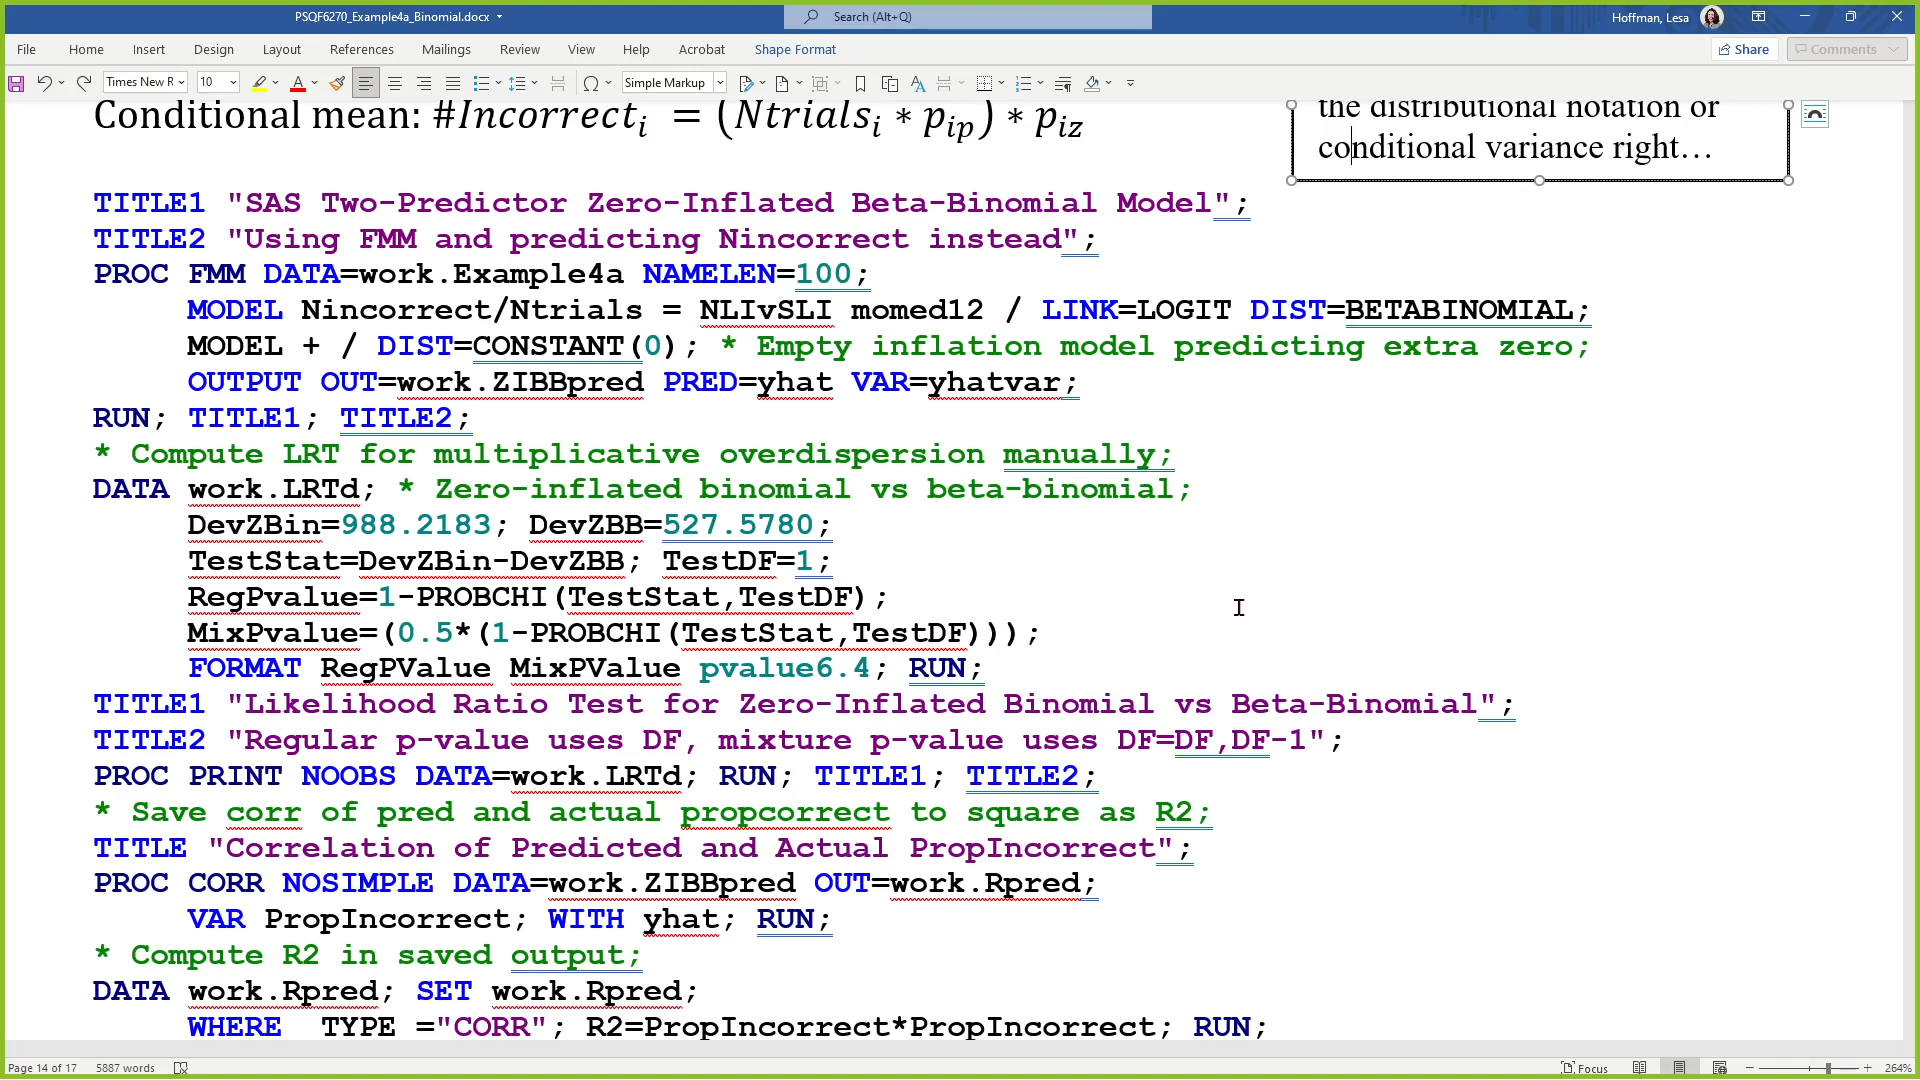 PSQF6270_Example4a_Binomial.docx
Search (Alt+Q)
Hoffman, Lesa
File Home Insert Design Layout References Mailings Review View Help Acrobat Shape Format
Share Comments
Times New R 10 Simple Markup
Conditional mean: #Incorrectᵢ = (Ntrialsᵢ * pᵢₚ) * p_iz
the distributional notation or
conditional variance right…
TITLE1 "SAS Two-Predictor Zero-Inflated Beta-Binomial Model";
TITLE2 "Using FMM and predicting Nincorrect instead";
PROC FMM DATA=work.Example4a NAMELEN=100;
MODEL Nincorrect/Ntrials = NLIvSLI momed12 / LINK=LOGIT DIST=BETABINOMIAL;
MODEL + / DIST=CONSTANT(0); * Empty inflation model predicting extra zero;
OUTPUT OUT=work.ZIBBpred PRED=yhat VAR=yhatvar;
RUN; TITLE1; TITLE2;
* Compute LRT for multiplicative overdispersion manually;
DATA work.LRTd; * Zero-inflated binomial vs beta-binomial;
DevZBin=988.2183; DevZBB=527.5780;
TestStat=DevZBin-DevZBB; TestDF=1;
RegPvalue=1-PROBCHI(TestStat,TestDF);
MixPvalue=(0.5*(1-PROBCHI(TestStat,TestDF)));
FORMAT RegPValue MixPValue pvalue6.4; RUN;
TITLE1 "Likelihood Ratio Test for Zero-Inflated Binomial vs Beta-Binomial";
TITLE2 "Regular p-value uses DF, mixture p-value uses DF=DF,DF-1";
PROC PRINT NOOBS DATA=work.LRTd; RUN; TITLE1; TITLE2;
* Save corr of pred and actual propcorrect to square as R2;
TITLE "Correlation of Predicted and Actual PropIncorrect";
PROC CORR NOSIMPLE DATA=work.ZIBBpred OUT=work.Rpred;
VAR PropIncorrect; WITH yhat; RUN;
* Compute R2 in saved output;
DATA work.Rpred; SET work.Rpred;
WHERE TYPE ="CORR"; R2=PropIncorrect*PropIncorrect; RUN;
Page 14 of 17 5887 words
Focus
264%